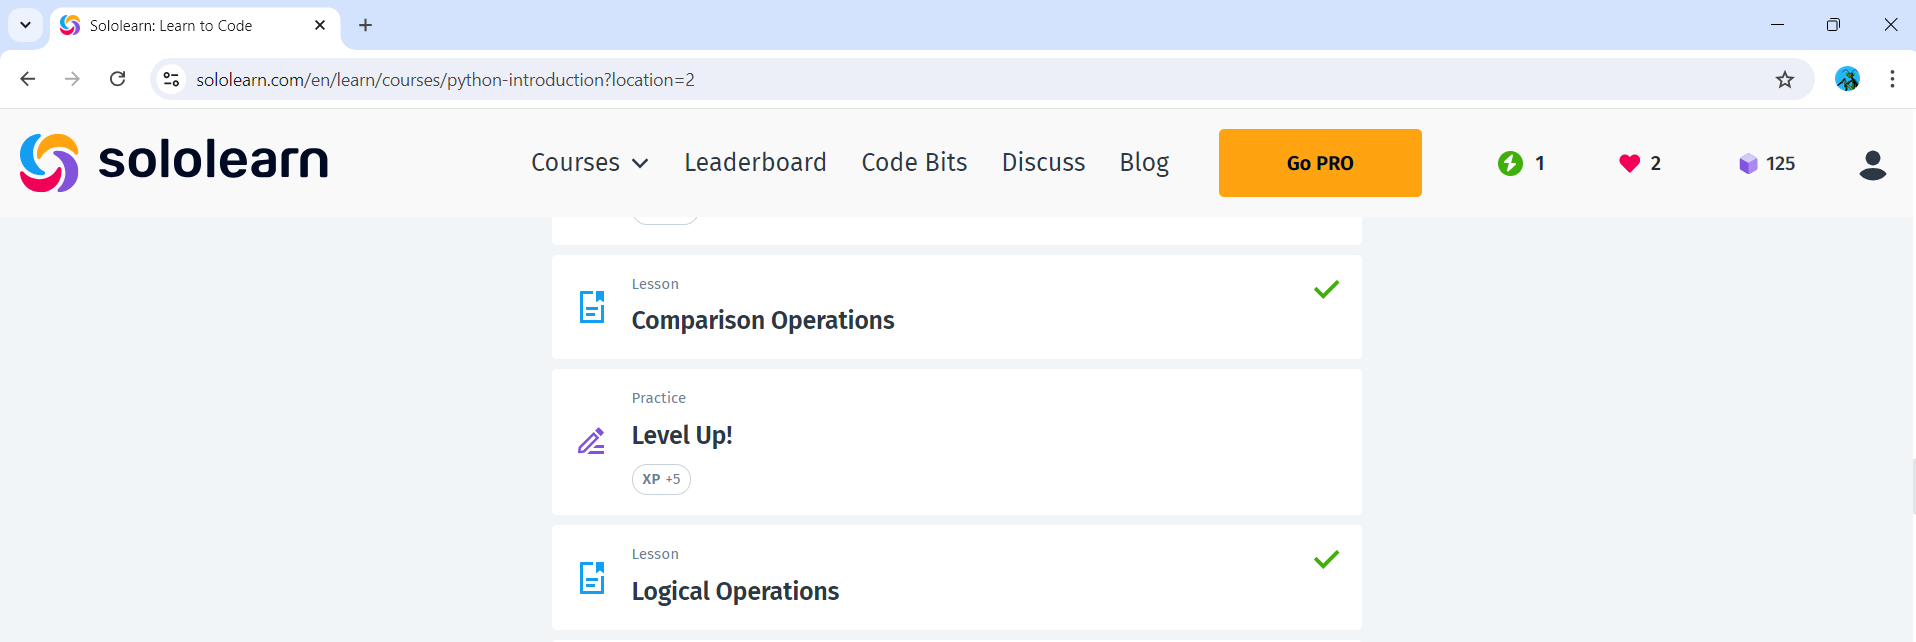 Sololearn: Learn to Code
sololearn.com/en/learn/courses/python-introduction?location=2
sololearn Courses Leaderboard Code Bits Discuss Blog Go PRO 1 2 125
Lesson
Comparison Operations
Practice
Level Up!
XP +5
Lesson
Logical Operations